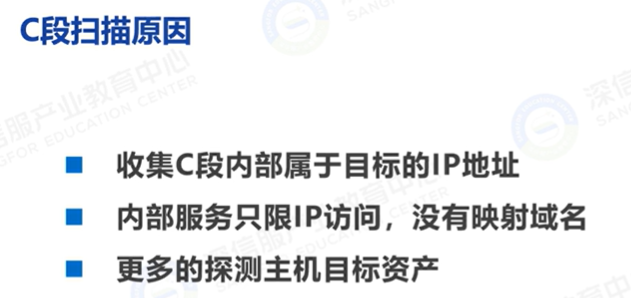 C段扫描原因
收集C段内部属于目标的IP地址
内部服务只限IP访问，没有映射域名
更多的探测主机目标资产
深信服产业教育中心
SANGFOR EDUCATION CENTER